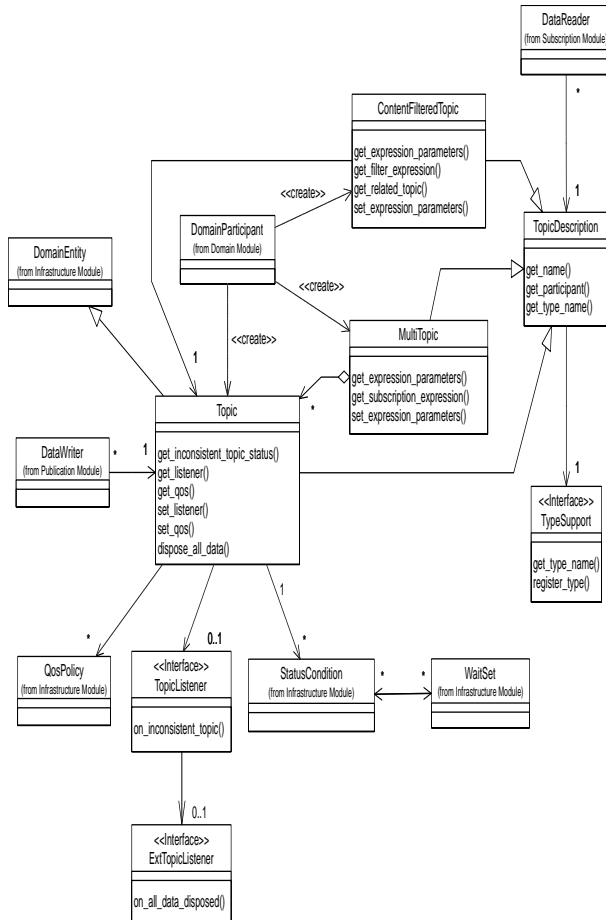 DataReader
(from Subscription Module)
*
1
ContentFilteredTopic
get_expression_parameters()
get_filter_expression()
get_related_topic()
set_expression_parameters()
<<create>>
DomainParticipant
(from Domain Module)
TopicDescription
get_name()
get_participant()
get_type_name()
DomainEntity
(from Infrastructure Module)
<<create>>
<<create>>
1
MultiTopic
get_expression_parameters()
get_subscription_expression()
set_expression_parameters()
*
Topic
get_inconsistent_topic_status()
get_listener()
get_qos()
set_listener()
set_qos()
dispose_all_data()
DataWriter
(from Publication Module)
*
1
1
<<Interface>>
TypeSupport
get_type_name()
register_type()
*
0..1
1
*
QosPolicy
(from Infrastructure Module)
<<Interface>>
TopicListener
on_inconsistent_topic()
StatusCondition
(from Infrastructure Module)
*
*
WaitSet
(from Infrastructure Module)
0..1
<<Interface>>
ExtTopicListener
on_all_data_disposed()